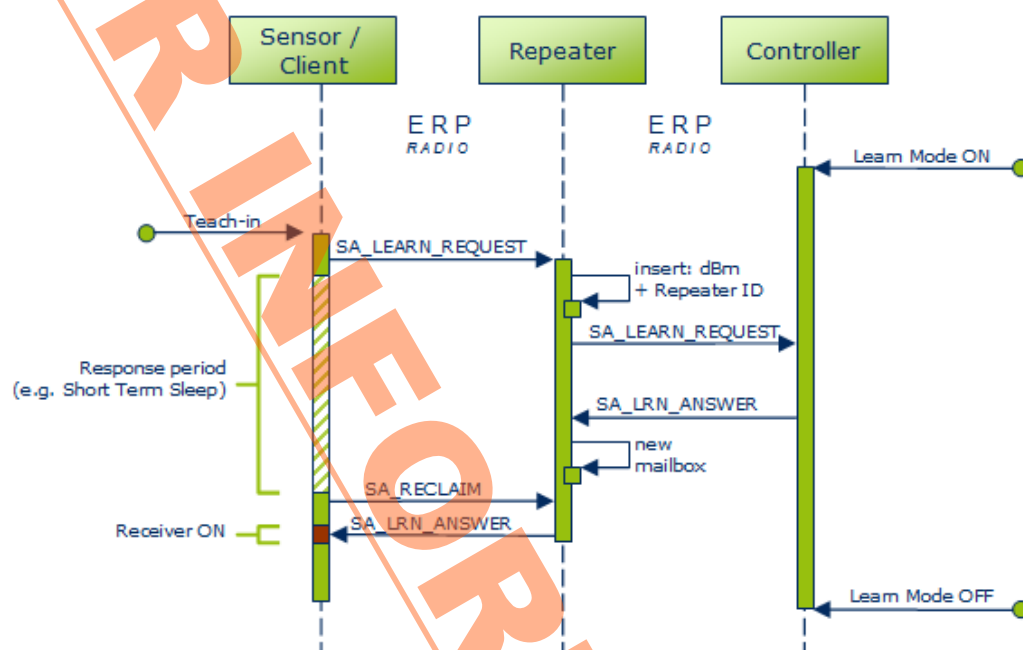 Sensor /
Client
Repeater
Controller
ERP
RADIO
ERP
RADIO
Learn Mode ON
Teach-in
SA_LEARN_REQUEST
insert: dBm
+ Repeater ID
SA_LEARN_REQUEST
Response period
(e.g. Short Term Sleep)
SA_LRN_ANSWER
new
mailbox
SA_RECLAIM
SA_LRN_ANSWER
Receiver ON
Learn Mode OFF
R INFOR